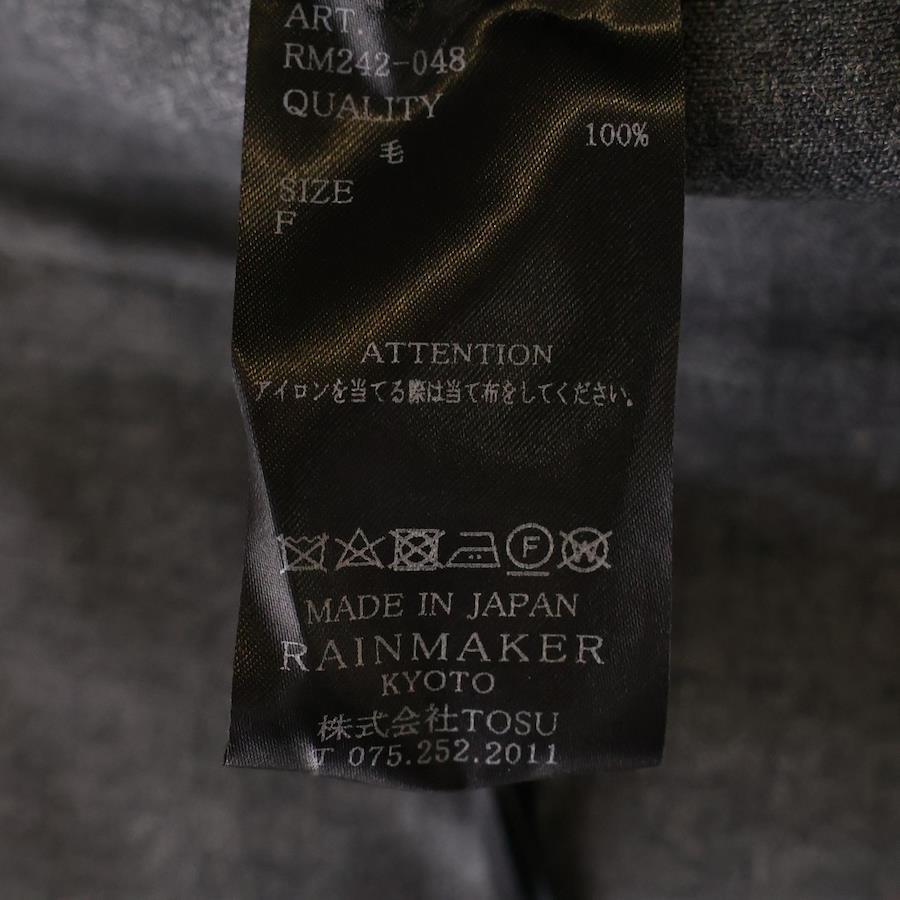 ART.
RM242-048
QUALITY
毛 100%
SIZE
F
ATTENTION
アイロンを当てる際は当て布をしてください。
F W
MADE IN JAPAN
RAINMAKER
KYOTO
株式会社TOSU
T 075.252.2011